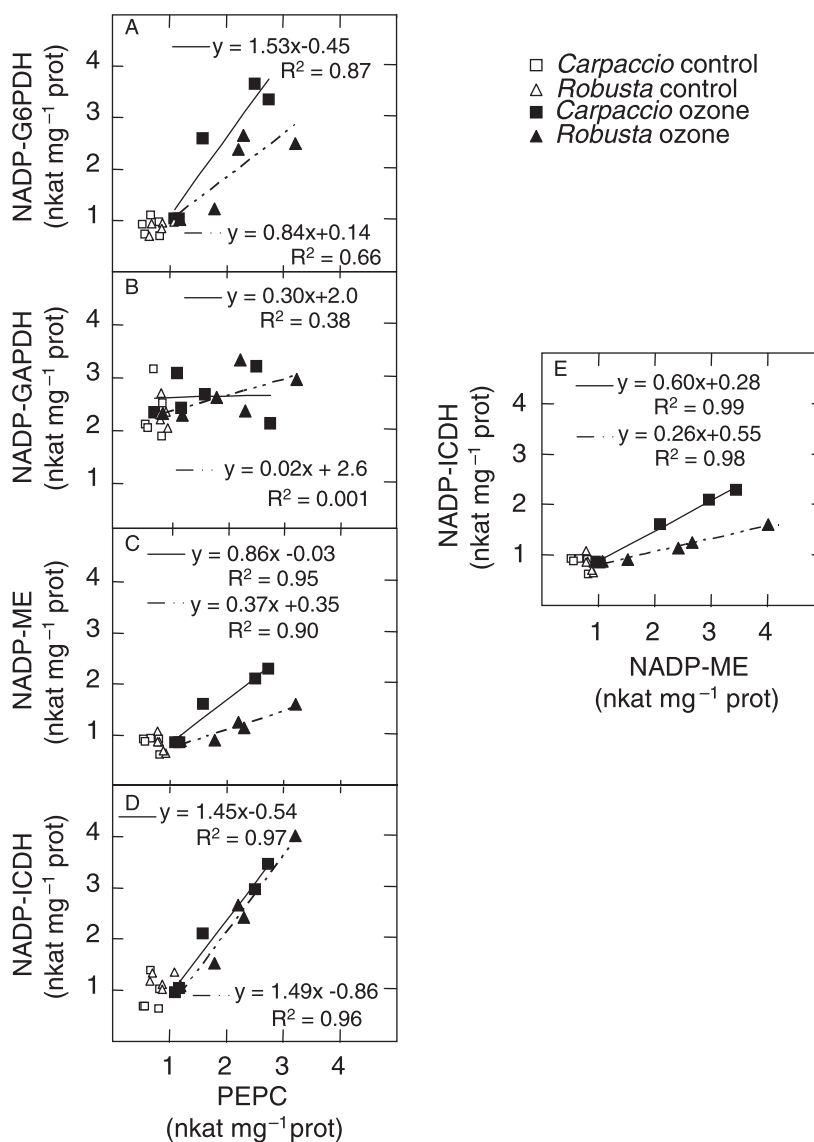 A
y = 1.53x-0.45
R² = 0.87
y = 0.84x+0.14
R² = 0.66
4
3
2
1
NADP-G6PDH
(nkat mg⁻¹ prot)
Carpaccio control
Robusta control
Carpaccio ozone
Robusta ozone
B
y = 0.30x+2.0
R² = 0.38
y = 0.02x + 2.6
R² = 0.001
4
3
2
1
NADP-GAPDH
(nkat mg⁻¹ prot)
C
y = 0.86x -0.03
R² = 0.95
y = 0.37x +0.35
R² = 0.90
4
3
2
1
NADP-ME
(nkat mg⁻¹ prot)
D
y = 1.45x-0.54
R² = 0.97
y = 1.49x -0.86
R² = 0.96
4
3
2
1
NADP-ICDH
(nkat mg⁻¹ prot)
1 2 3 4
PEPC
(nkat mg⁻¹prot)
E
y = 0.60x+0.28
R² = 0.99
y = 0.26x+0.55
R² = 0.98
4
3
2
1
NADP-ICDH
(nkat mg⁻¹ prot)
1 2 3 4
NADP-ME
(nkat mg⁻¹ prot)